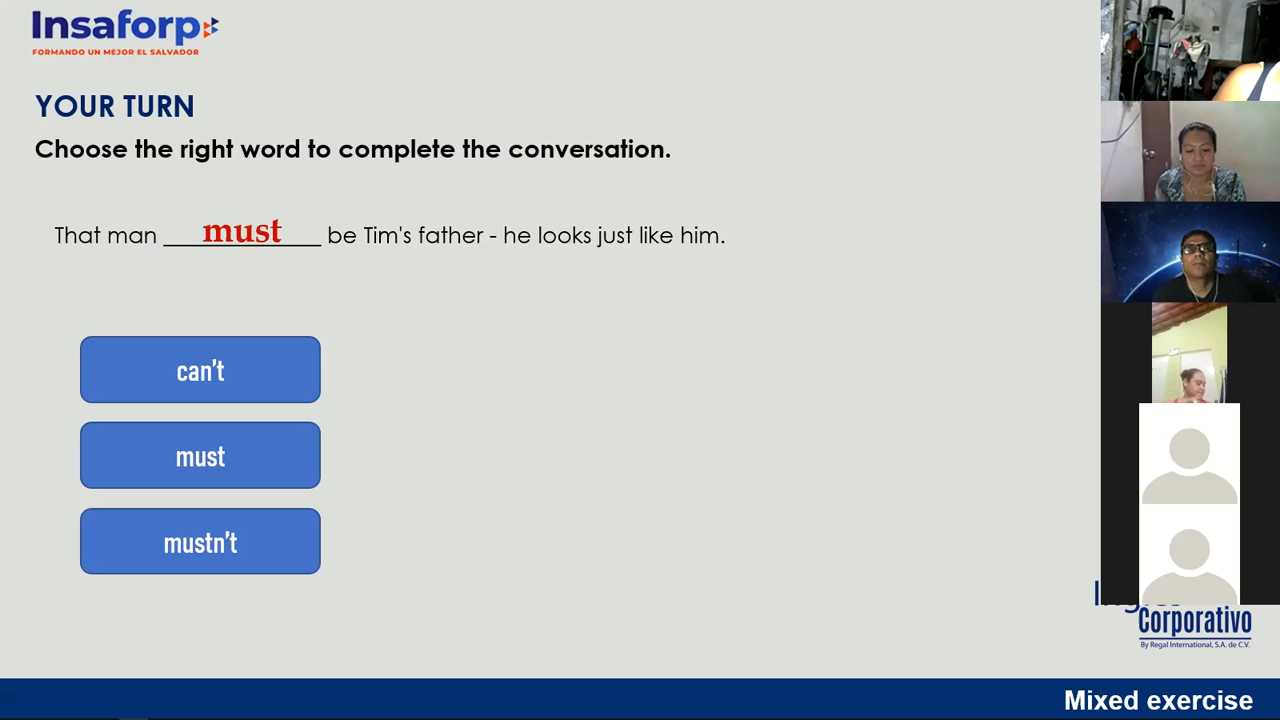 Insaforp
FORMANDO UN MEJOR EL SALVADOR
YOUR TURN
Choose the right word to complete the conversation.
That man must be Tim's father - he looks just like him.
can't
must
mustn't
Corporativo
By Regal International, S.A. de C.V.
Mixed exercise